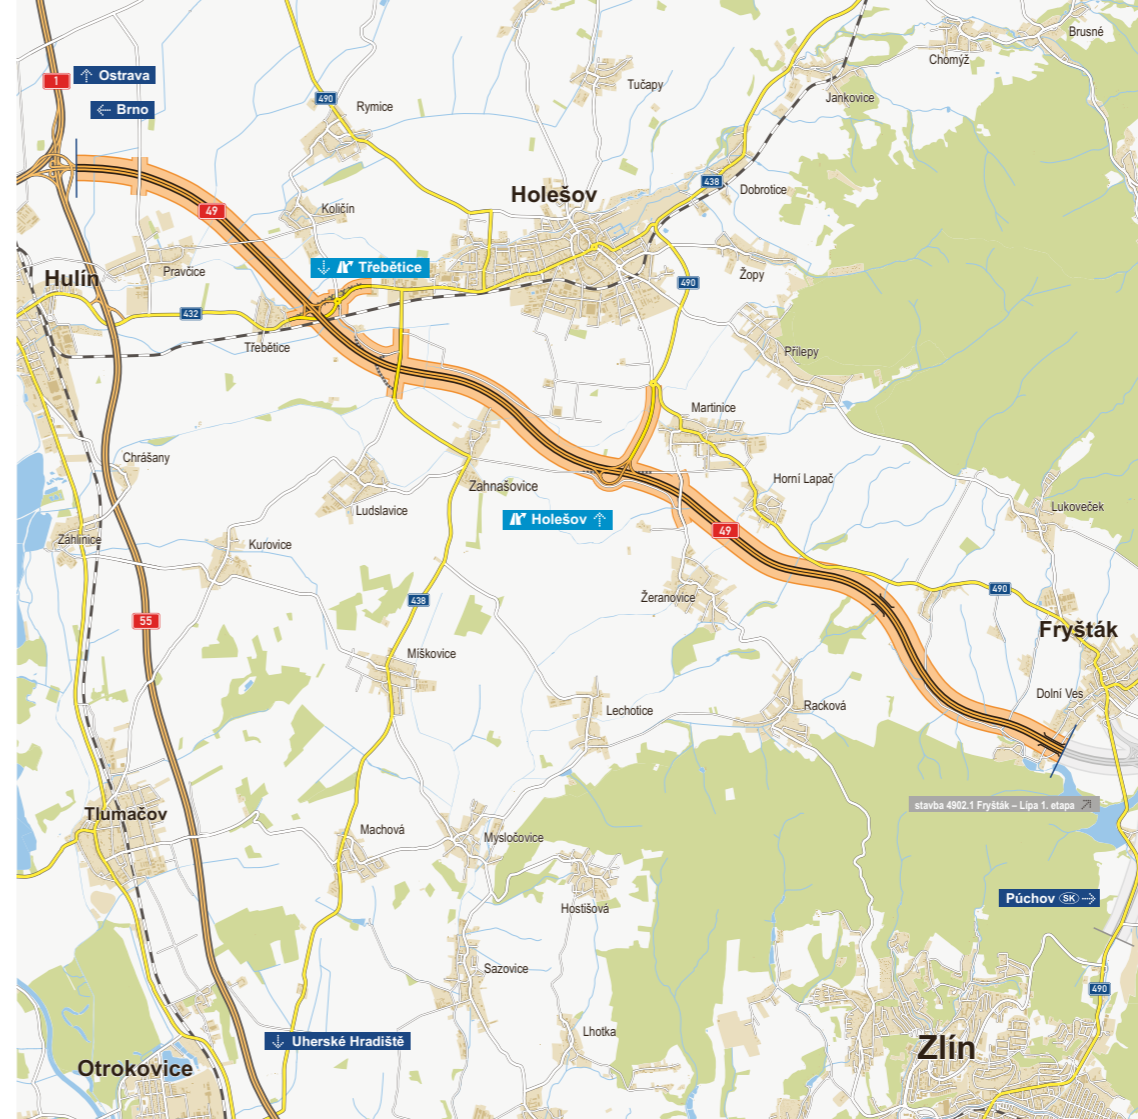 Brusné
Chomýž
1
↑ Ostrava
Tučapy
Jankovice
← Brno
490
Rymice
438
Dobrotice
Holešov
49
Količín
Žopy
Hulín
Pravčice
↓ Třebětice
490
432
Třebětice
Přílepy
Martinice
Chrášany
Zahnašovice
Horní Lapač
Ludslavice
Lukoveček
Holešov ↑
49
Záhlinice
Kurovice
Žeranovice
490
438
55
Fryšták
Míškovice
Dolní Ves
Lechotice
Racková
stavba 4902.1 Fryšták – Lípa 1. etapa ↗
Tlumačov
Machová
Mysločovice
Púchov SK →
Hostišová
Sazovice
490
Lhotka
↓ Uherské Hradiště
Zlín
Otrokovice